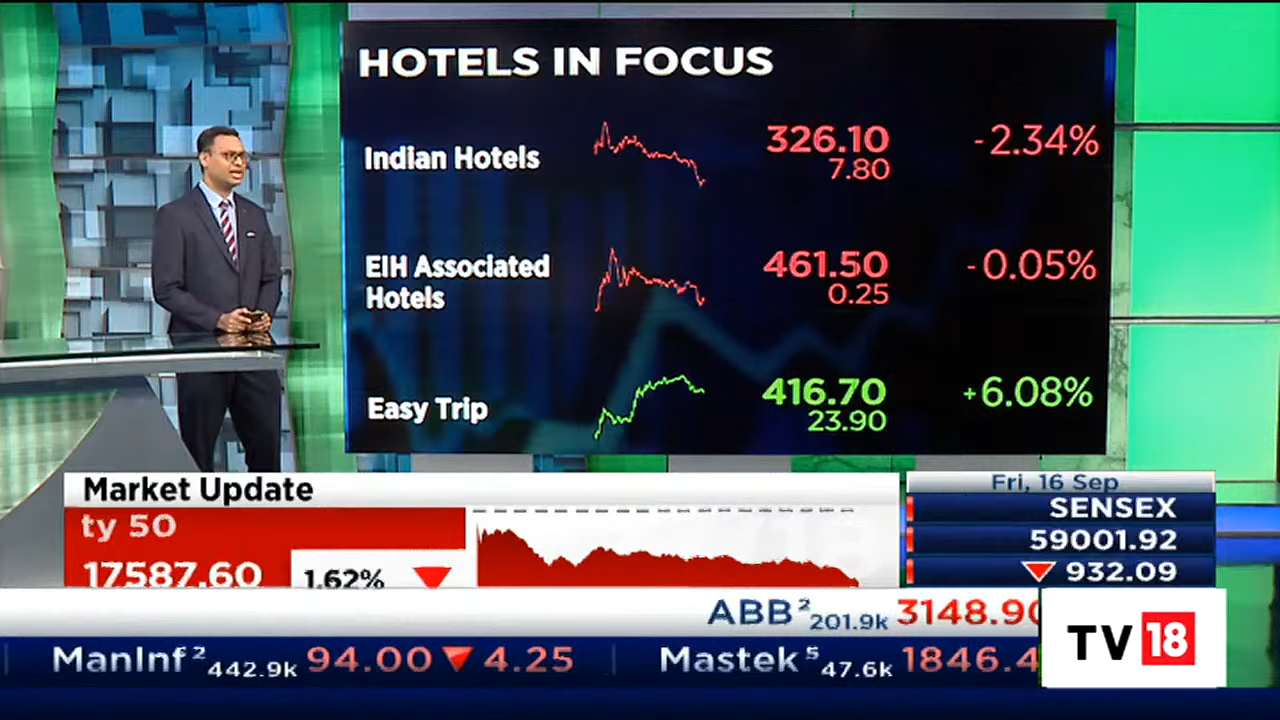 HOTELS IN FOCUS
Indian Hotels 326.10 -2.34%
7.80
EIH Associated Hotels 461.50 -0.05%
0.25
Easy Trip 416.70 +6.08%
23.90
Market Update
ty 50
17587.60 1.62%
Fri, 16 Sep
SENSEX
59001.92
932.09
ABB 2 201.9k 3148.90
ManInf 2 442.9k 94.00 4.25 Mastek 5 47.6k 1846.4
TV 18